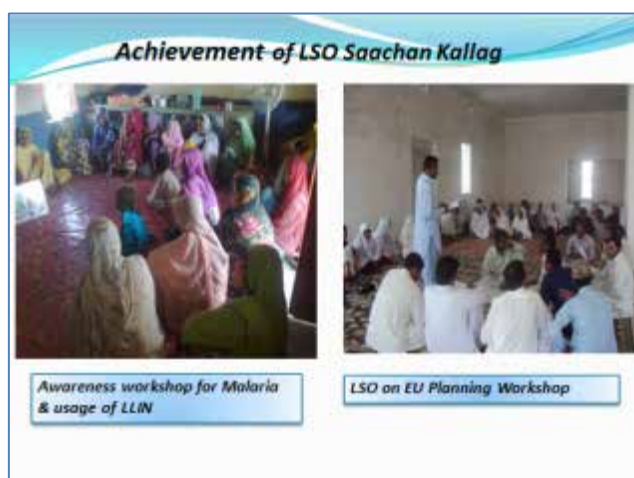 Achievement of LSO Saachan Kallag
Awareness workshop for Malaria
& usage of LLIN
LSO on EU Planning Workshop